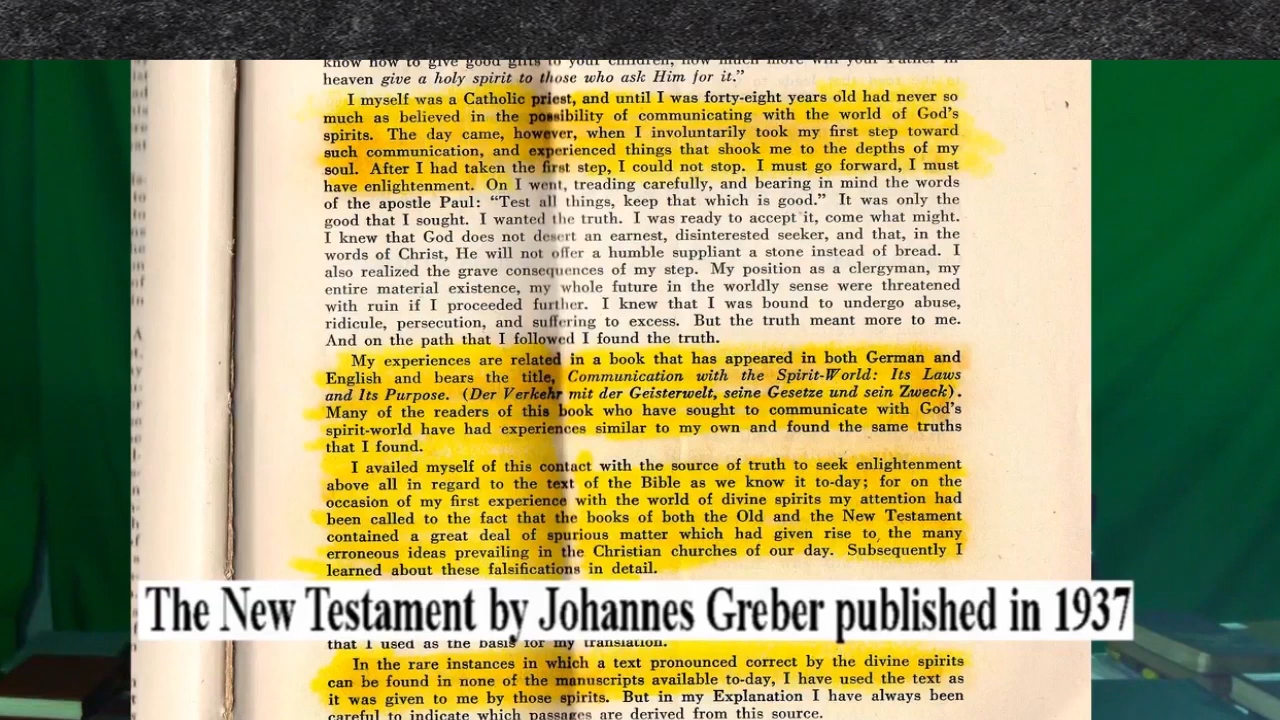 know how to give good gifts to your children, how much more will your Father in
heaven give a holy spirit to those who ask Him for it.”
I myself was a Catholic priest, and until I was forty-eight years old had never so
much as believed in the possibility of communicating with the world of God’s
spirits. The day came, however, when I involuntarily took my first step toward
such communication, and experienced things that shook me to the depths of my
soul. After I had taken the first step, I could not stop. I must go forward, I must
have enlightenment. On I went, treading carefully, and bearing in mind the words
of the apostle Paul: “Test all things, keep that which is good.” It was only the
good that I sought. I wanted the truth. I was ready to accept it, come what might.
I knew that God does not desert an earnest, disinterested seeker, and that, in the
words of Christ, He will not offer a humble suppliant a stone instead of bread. I
also realized the grave consequences of my step. My position as a clergyman, my
entire material existence, my whole future in the worldly sense were threatened
with ruin if I proceeded further. I knew that I was bound to undergo abuse,
ridicule, persecution, and suffering to excess. But the truth meant more to me.
And on the path that I followed I found the truth.
My experiences are related in a book that has appeared in both German and
English and bears the title, Communication with the Spirit-World: Its Laws
and Its Purpose. (Der Verkehr mit der Geisterwelt, seine Gesetze und sein Zweck).
Many of the readers of this book who have sought to communicate with God’s
spirit-world have had experiences similar to my own and found the same truths
that I found.
I availed myself of this contact with the source of truth to seek enlightenment
above all in regard to the text of the Bible as we know it to-day; for on the
occasion of my first experience with the world of divine spirits my attention had
been called to the fact that the books of both the Old and the New Testament
contained a great deal of spurious matter which had given rise to the many
erroneous ideas prevailing in the Christian churches of our day. Subsequently I
learned about these falsifications in detail.
The New Testament by Johannes Greber published in 1937
that I used as the basis for my translation.
In the rare instances in which a text pronounced correct by the divine spirits
can be found in none of the manuscripts available to-day, I have used the text as
it was given to me by those spirits. But in my Explanation I have always been
careful to indicate which passages are derived from this source.